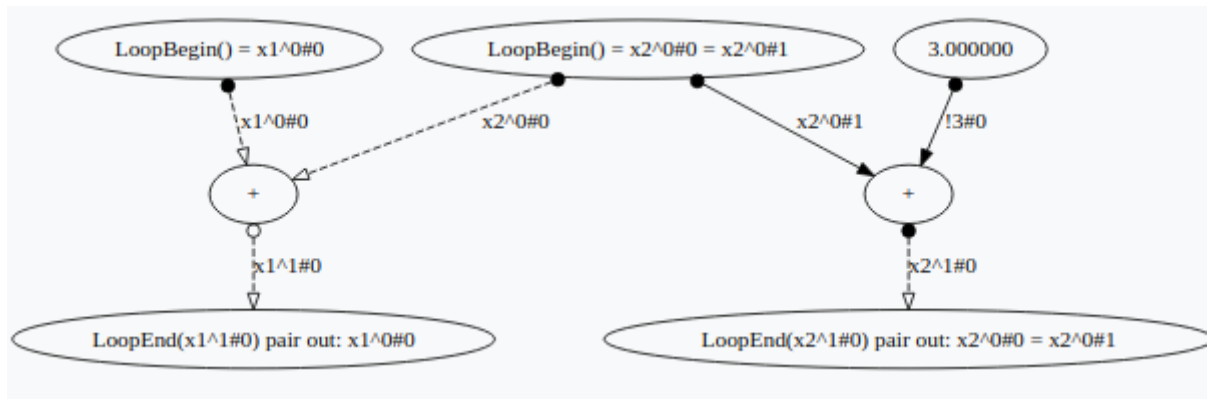 LoopBegin() = x1^0#0
LoopBegin() = x2^0#0 = x2^0#1
3.000000
x1^0#0
x2^0#0
x2^0#1
!3#0
+
+
x1^1#0
x2^1#0
LoopEnd(x1^1#0) pair out: x1^0#0
LoopEnd(x2^1#0) pair out: x2^0#0 = x2^0#1